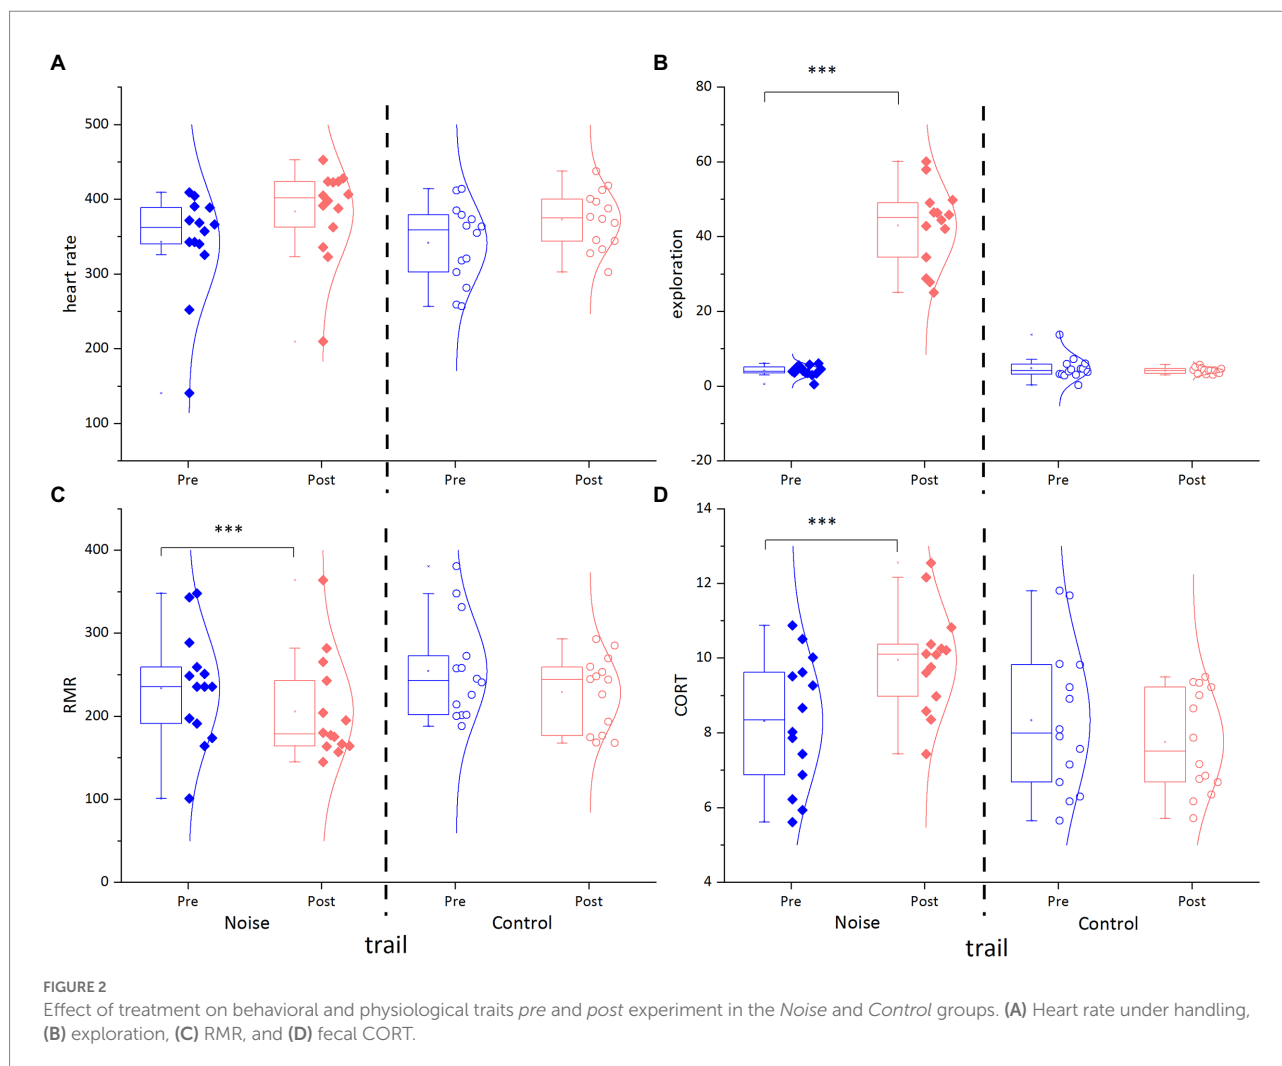 A
B
500
400
300
200
100
heart rate
Pre
Post
Pre
Post
***
80
60
40
20
0
-20
exploration
Pre
Post
Pre
Post
C
D
***
400
300
200
100
0
RMR
Pre
Post
Pre
Post
Noise
Control
trail
***
14
12
10
8
6
4
CORT
Pre
Post
Pre
Post
Noise
Control
trail
FIGURE 2
Effect of treatment on behavioral and physiological traits pre and post experiment in the Noise and Control groups. (A) Heart rate under handling,
(B) exploration, (C) RMR, and (D) fecal CORT.